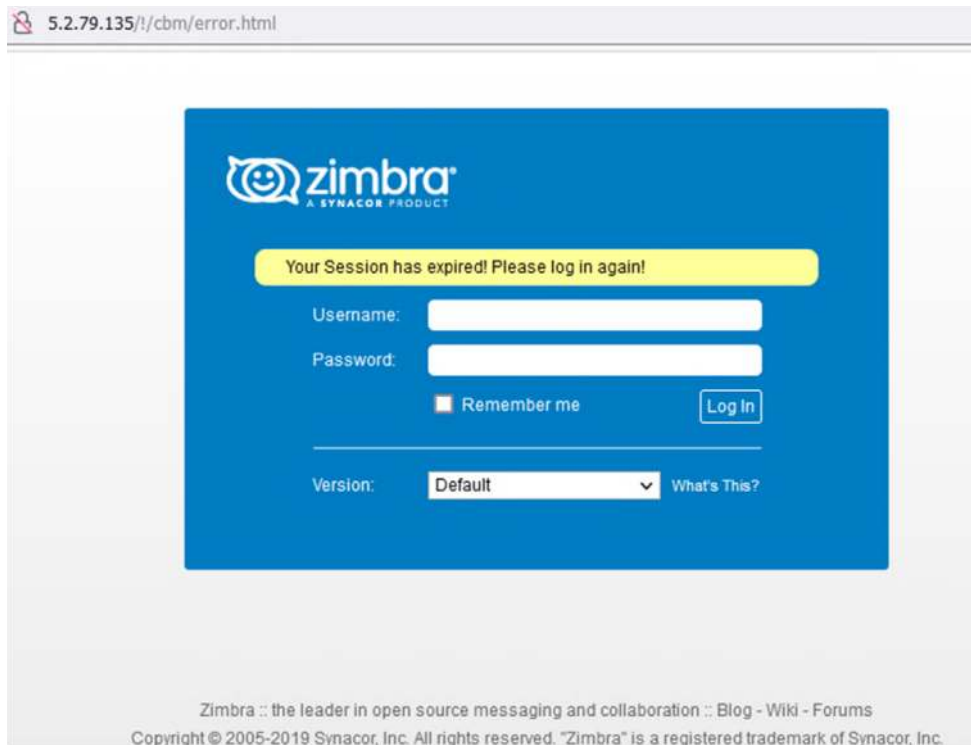 5.2.79.135/!/cbm/error.html
zimbra®
A SYNACOR PRODUCT
Your Session has expired! Please log in again!
Username:
Password:
Remember me Log In
Version: Default What's This?
Zimbra :: the leader in open source messaging and collaboration :: Blog - Wiki - Forums
Copyright © 2005-2019 Synacor, Inc. All rights reserved. "Zimbra" is a registered trademark of Synacor, Inc.